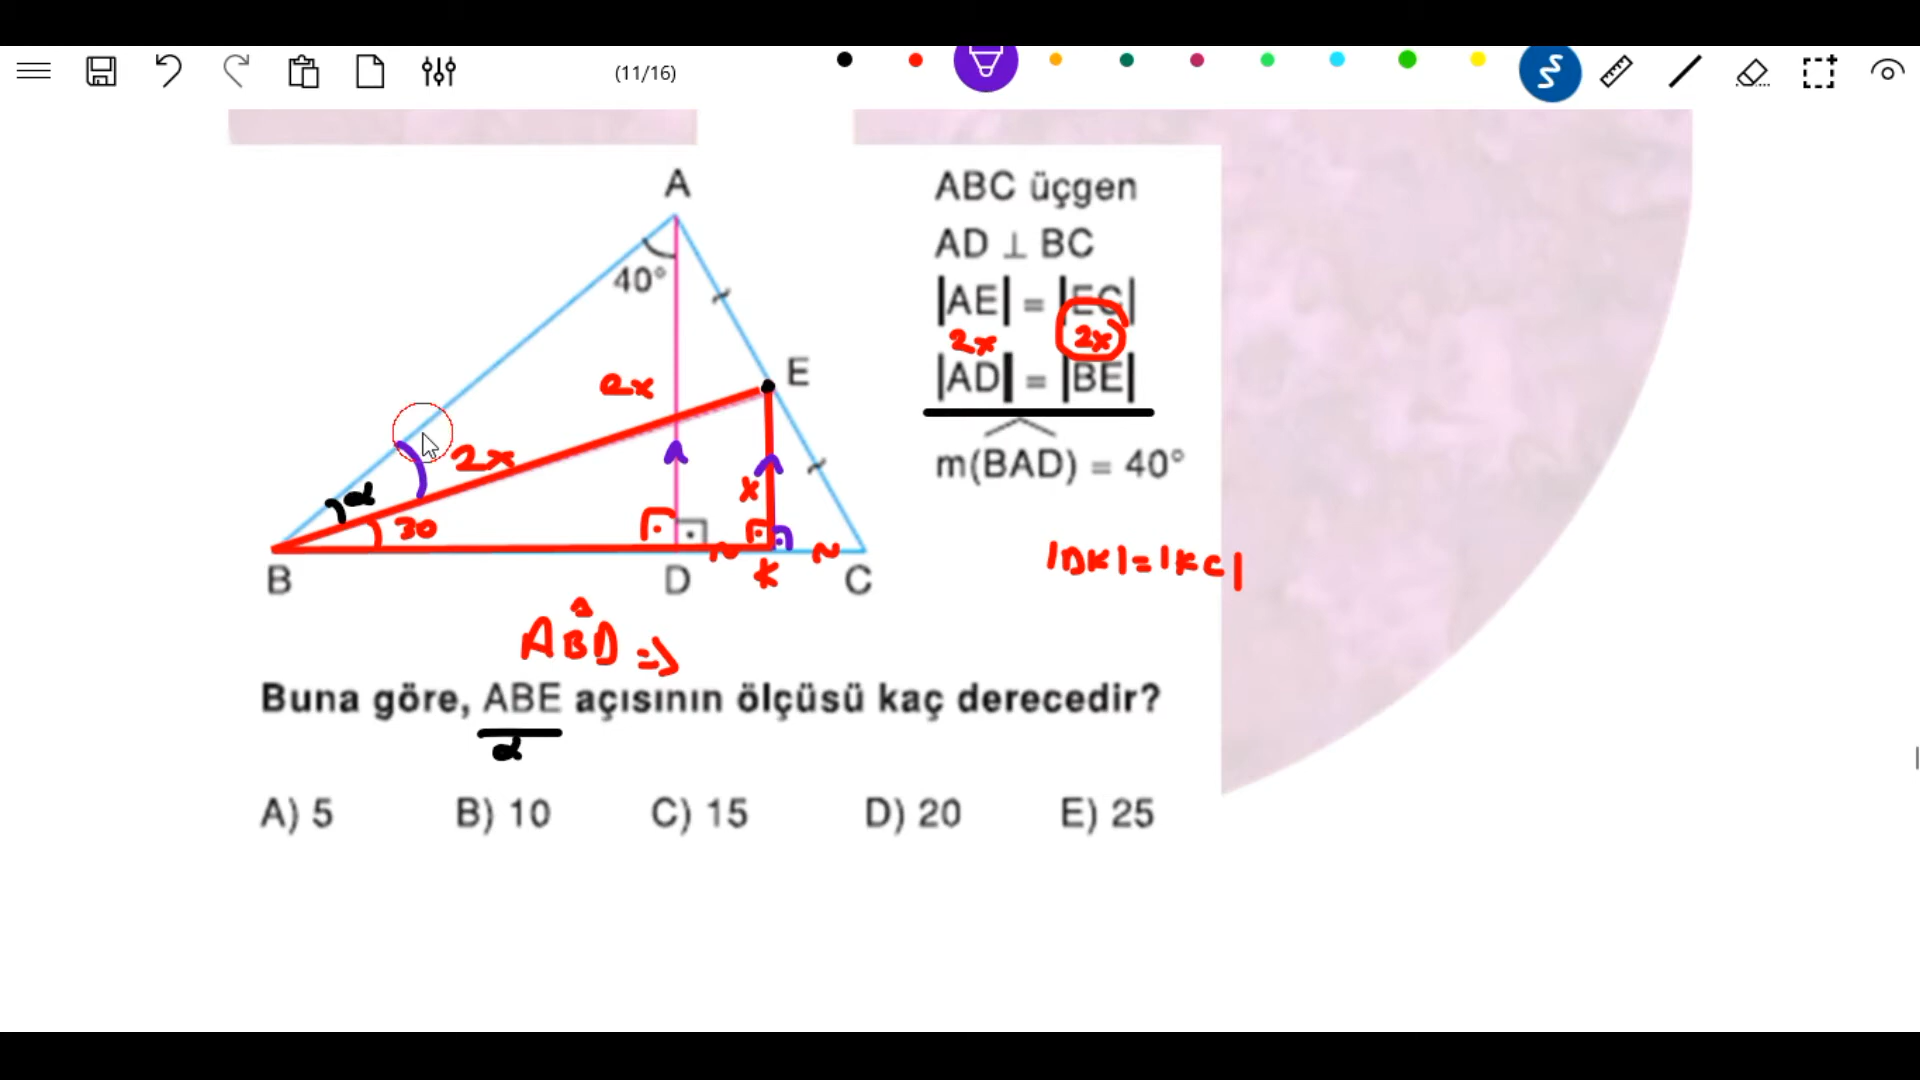 (11/16)
A
ABC üçgen
AD ⊥ BC
40°
|AE| = |EC|
2x 2x
E
2x
|AD| = |BE|
2x
m(BAD) = 40°
α
x
30
|DK|=|KC|
B D K C
ABD ⇒
Buna göre, ABE açısının ölçüsü kaç derecedir?
α
A) 5 B) 10 C) 15 D) 20 E) 25